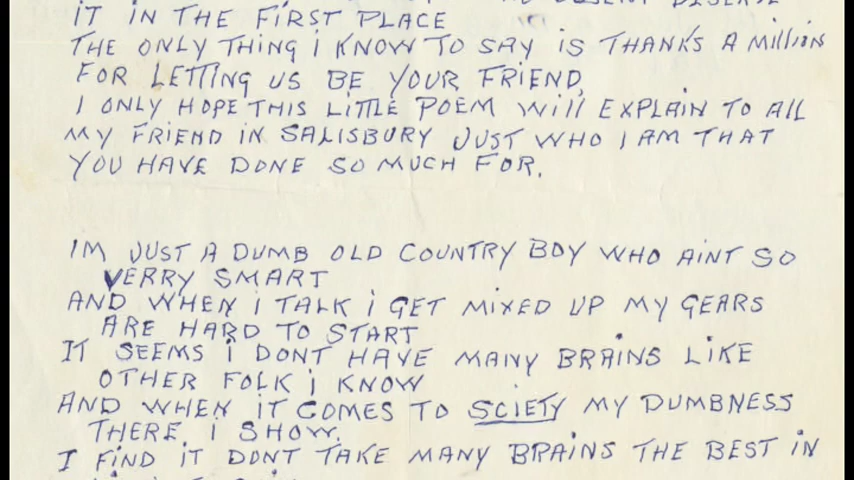 IT IN THE FIRST PLACE
THE ONLY THING I KNOW TO SAY IS THANKS A MILLION
FOR LETTING US BE YOUR FRIEND,
I ONLY HOPE THIS LITTLE POEM WILL EXPLAIN TO ALL
MY FRIEND IN SALISBURY JUST WHO I AM THAT
YOU HAVE DONE SO MUCH FOR.
IM JUST A DUMB OLD COUNTRY BOY WHO AINT SO
VERRY SMART
AND WHEN I TALK I GET MIXED UP MY GEARS
ARE HARD TO START
IT SEEMS I DONT HAVE MANY BRAINS LIKE
OTHER FOLK I KNOW
AND WHEN IT COMES TO SCIETY MY DUMBNESS
THERE I SHOW.
I FIND IT DONT TAKE MANY BRAINS THE BEST IN